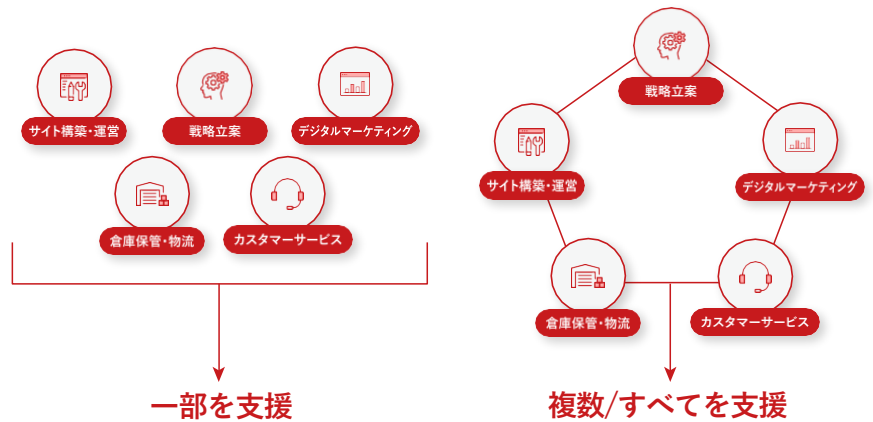 サイト構築・運営
戦略立案
デジタルマーケティング
倉庫保管・物流
カスタマーサービス
一部を支援
戦略立案
サイト構築・運営
デジタルマーケティング
倉庫保管・物流
カスタマーサービス
複数/すべてを支援